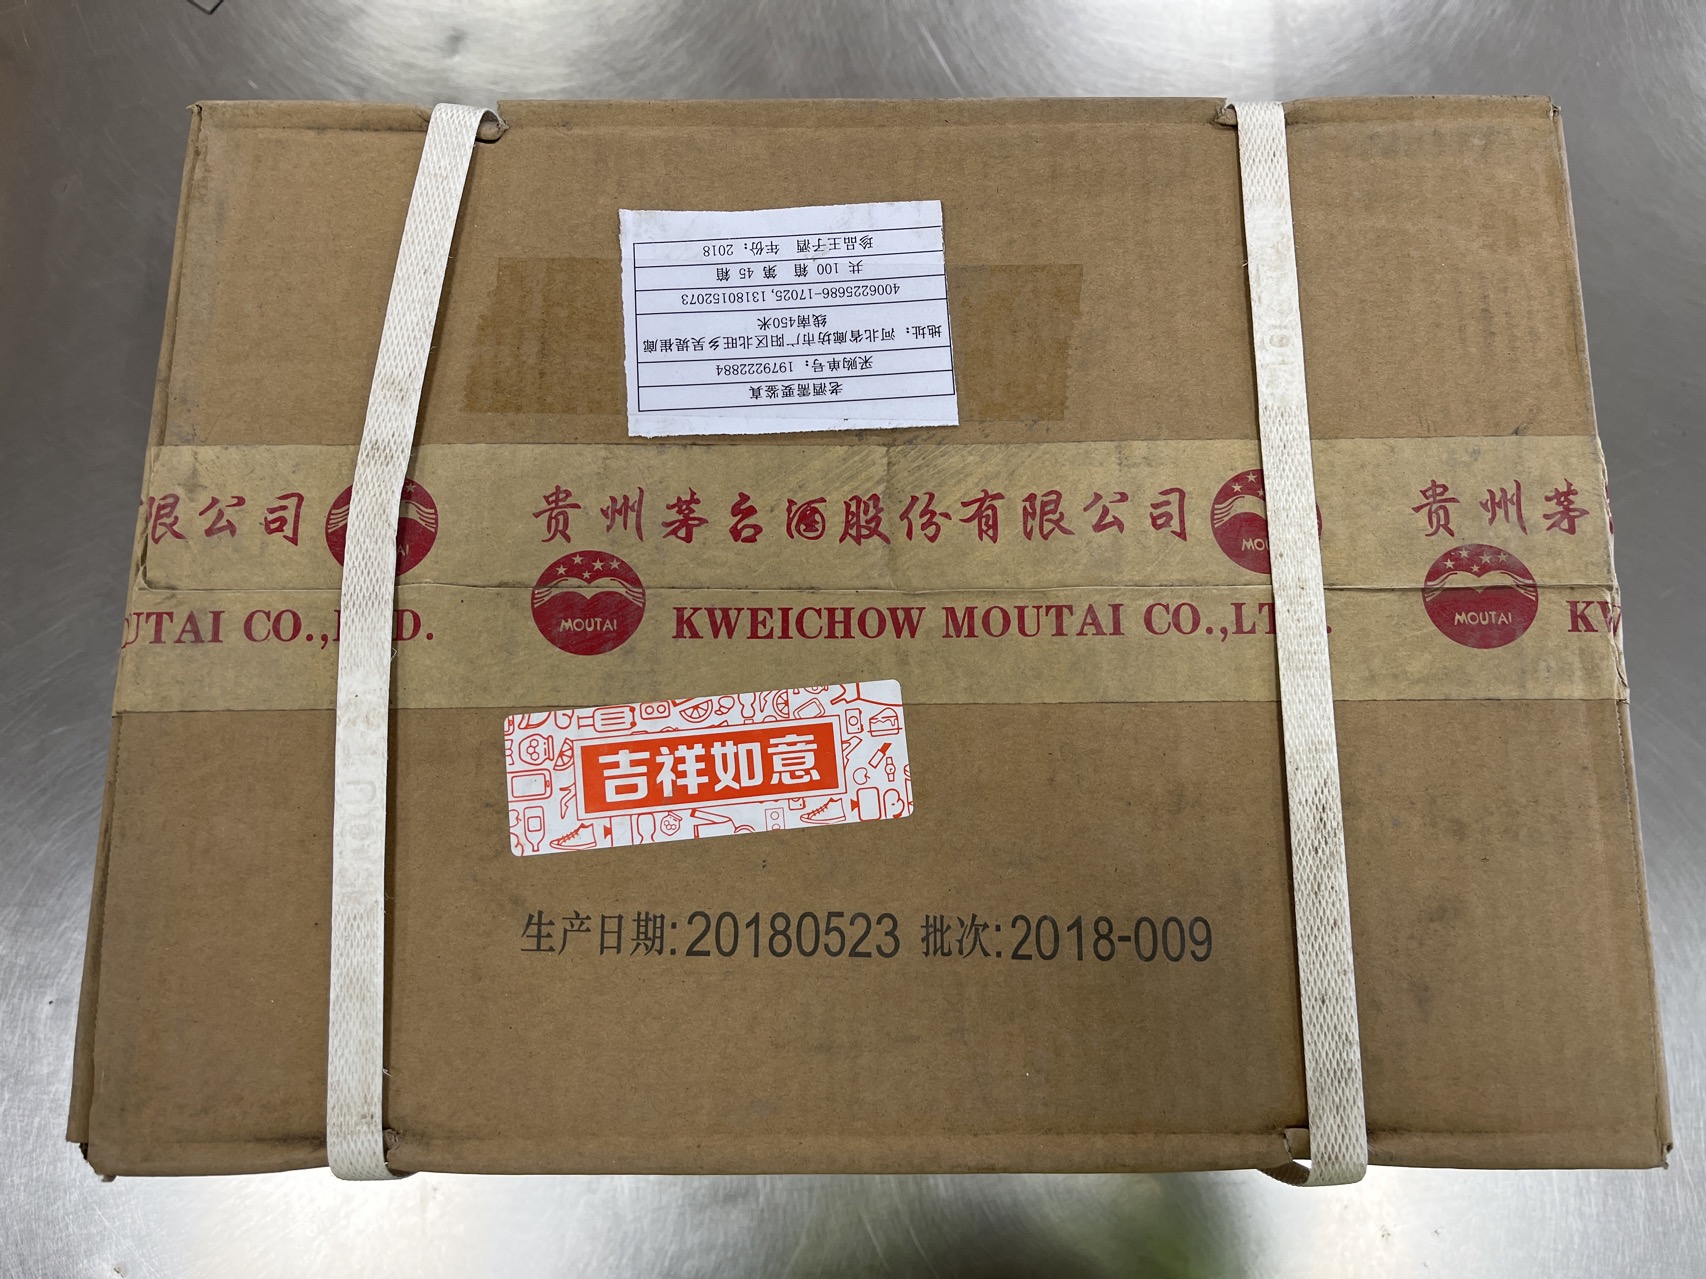 珍品王子酒 年份：2018
共 100 箱 第 45 箱
4006225686-17025,13180152073
地址：河北省廊坊市广阳区北旺乡吴堤崔廊
线南450米
采购单号：1979222884
老酒需要鉴真
限公司 贵州茅台酒股份有限公司 贵州茅
MOUTAI
UTAI CO., D. MOUTAI KWEICHOW MOUTAI CO.,LT . MOUTAI KW
吉祥如意
生产日期:20180523 批次:2018-009